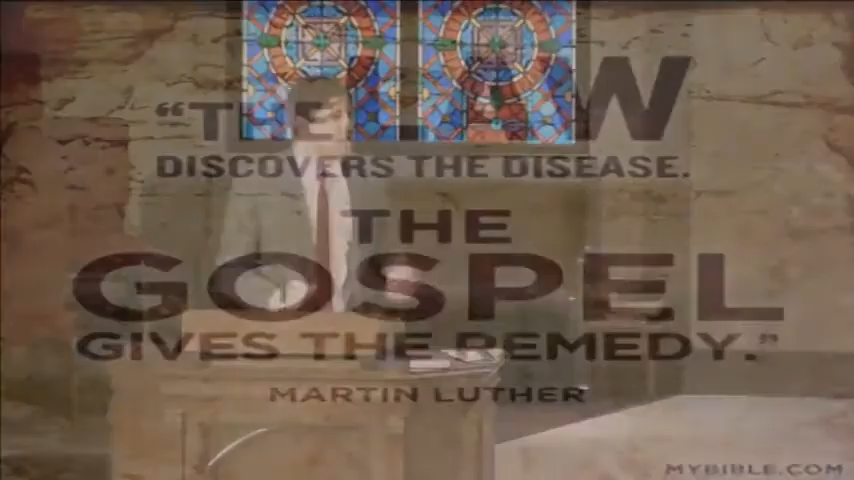 “THE LAW
DISCOVERS THE DISEASE.
THE
GOSPEL
GIVES THE REMEDY.”
MARTIN LUTHER
MYBIBLE.COM